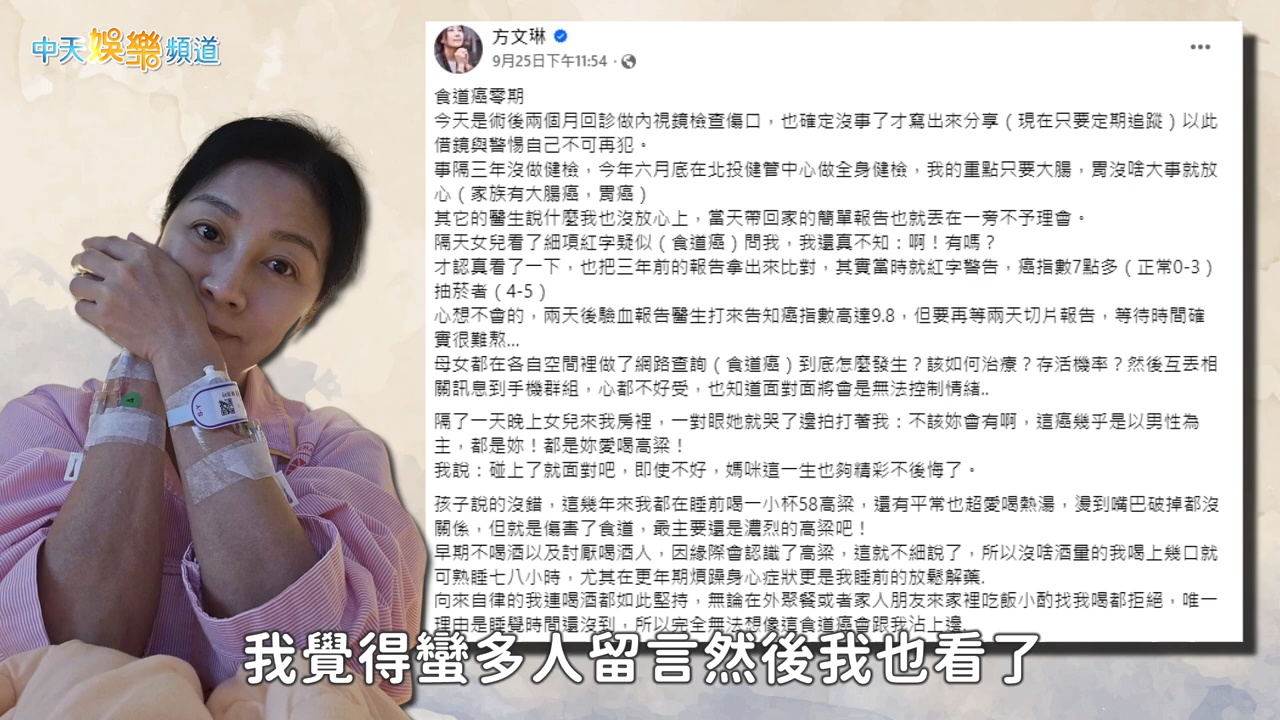 中天娛樂頻道
方文琳
9月25日下午11:54 ·
食道癌零期
今天是術後兩個月回診做內視鏡檢查傷口，也確定沒事了才寫出來分享（現在只要定期追蹤）以此
借鏡與警惕自己不可再犯。
事隔三年沒做健檢，今年六月底在北投健管中心做全身健檢，我的重點只要大腸，胃沒啥大事就放
心（家族有大腸癌，胃癌）
其它的醫生說什麼我也沒放心上，當天帶回家的簡單報告也就丟在一旁不予理會。
隔天女兒看了細項紅字疑似（食道癌）問我，我還真不知：啊！有嗎？
才認真看了一下，也把三年前的報告拿出來比對，其實當時就紅字警告，癌指數7點多（正常0-3）
抽菸者（4-5）
心想不會的，兩天後驗血報告醫生打來告知癌指數高達9.8，但要再等兩天切片報告，等待時間確
實很難熬...
母女都在各自空間裡做了網路查詢（食道癌）到底怎麼發生？該如何治療？存活機率？然後互丟相
關訊息到手機群組，心都不好受，也知道面對面將會是無法控制情緒..
隔了一天晚上女兒來我房裡，一對眼她就哭了邊拍打著我：不該妳會有啊，這癌幾乎是以男性為
主，都是妳！都是妳愛喝高梁！
我說：碰上了就面對吧，即使不好，媽咪這一生也夠精彩不後悔了。
孩子說的沒錯，這幾年來我都在睡前喝一小杯58高梁，還有平常也超愛喝熱湯，燙到嘴巴破掉都沒
關係，但就是傷害了食道，最主要還是濃烈的高梁吧！
早期不喝酒以及討厭喝酒人，因緣際會認識了高梁，這就不細說了，所以沒啥酒量的我喝上幾口就
可熟睡七八小時，尤其在更年期煩躁身心症狀更是我睡前的放鬆解藥.
向來自律的我連喝酒都如此堅持，無論在外聚餐或者家人朋友來家裡吃飯小酌找我喝都拒絕，唯一
理由是睡覺時間還沒到，所以完全無法想像這食道癌會跟我沾上邊.
我覺得蠻多人留言然後我也看了